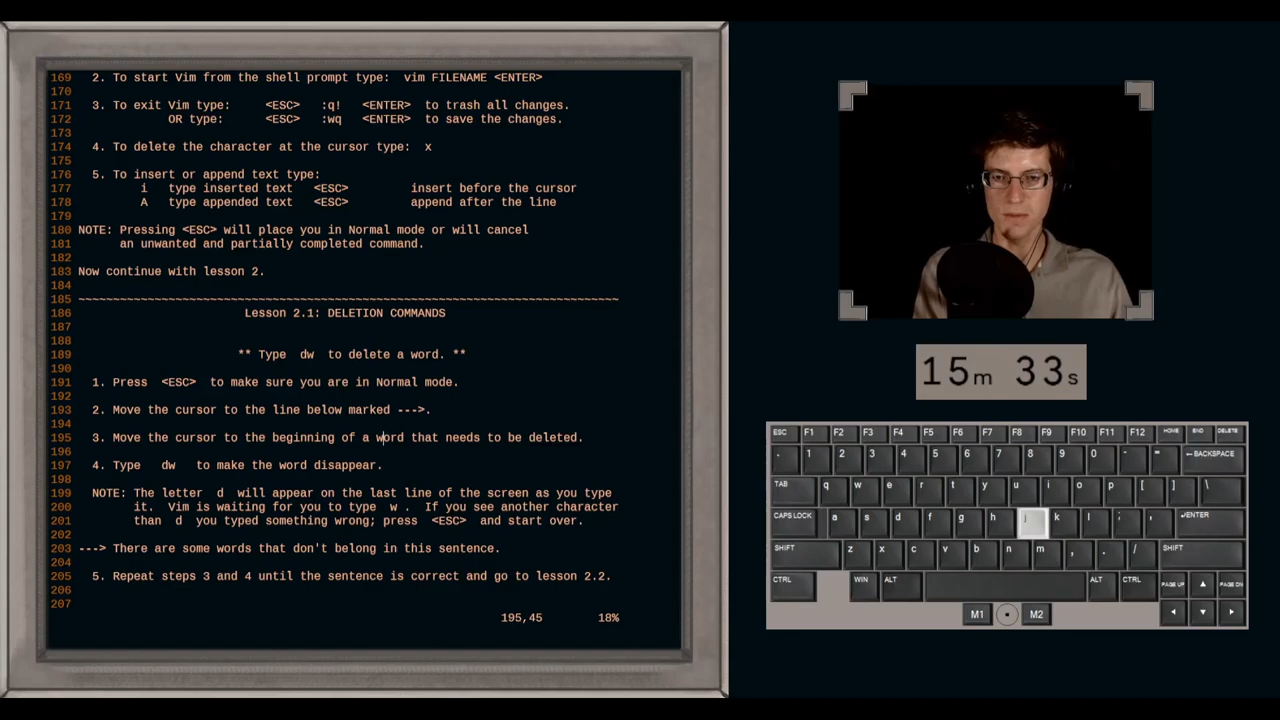 169 2. To start Vim from the shell prompt type: vim FILENAME <ENTER>
170
171 3. To exit Vim type: <ESC> :q! <ENTER> to trash all changes.
172 OR type: <ESC> :wq <ENTER> to save the changes.
173
174 4. To delete the character at the cursor type: x
175
176 5. To insert or append text type:
177 i type inserted text <ESC> insert before the cursor
178 A type appended text <ESC> append after the line
179
180 NOTE: Pressing <ESC> will place you in Normal mode or will cancel
181 an unwanted and partially completed command.
182
183 Now continue with lesson 2.
184
185 ~~~~~~~~~~~~~~~~~~~~~~~~~~~~~~~~~~~~~~~~~~~~~~~~~~~~~~~~~~~~~~~~~~~~~~~~~~~~~~
186 Lesson 2.1: DELETION COMMANDS
187
188
189 ** Type dw to delete a word. **
190
191 1. Press <ESC> to make sure you are in Normal mode.
192
193 2. Move the cursor to the line below marked --->.
194
195 3. Move the cursor to the beginning of a word that needs to be deleted.
196
197 4. Type dw to make the word disappear.
198
199 NOTE: The letter d will appear on the last line of the screen as you type
200 it. Vim is waiting for you to type w . If you see another character
201 than d you typed something wrong; press <ESC> and start over.
202
203 ---> There are some words that don't belong in this sentence.
204
205 5. Repeat steps 3 and 4 until the sentence is correct and go to lesson 2.2.
206
207
195,45 18%
15m 33s
ESC F1 F2 F3 F4 F5 F6 F7 F8 F9 F10 F11 F12 HOME END DELETE
. 1 2 3 4 5 6 7 8 9 0 - = ←BACKSPACE
TAB q w e r t y u i o p [ ] \
CAPS LOCK a s d f g h j k l ; , ↵ENTER
SHIFT z x c v b n m , . / SHIFT
CTRL WIN ALT ALT CTRL PAGE UP ▲ PAGE DN
M1 M2 ◄ ▼ ►